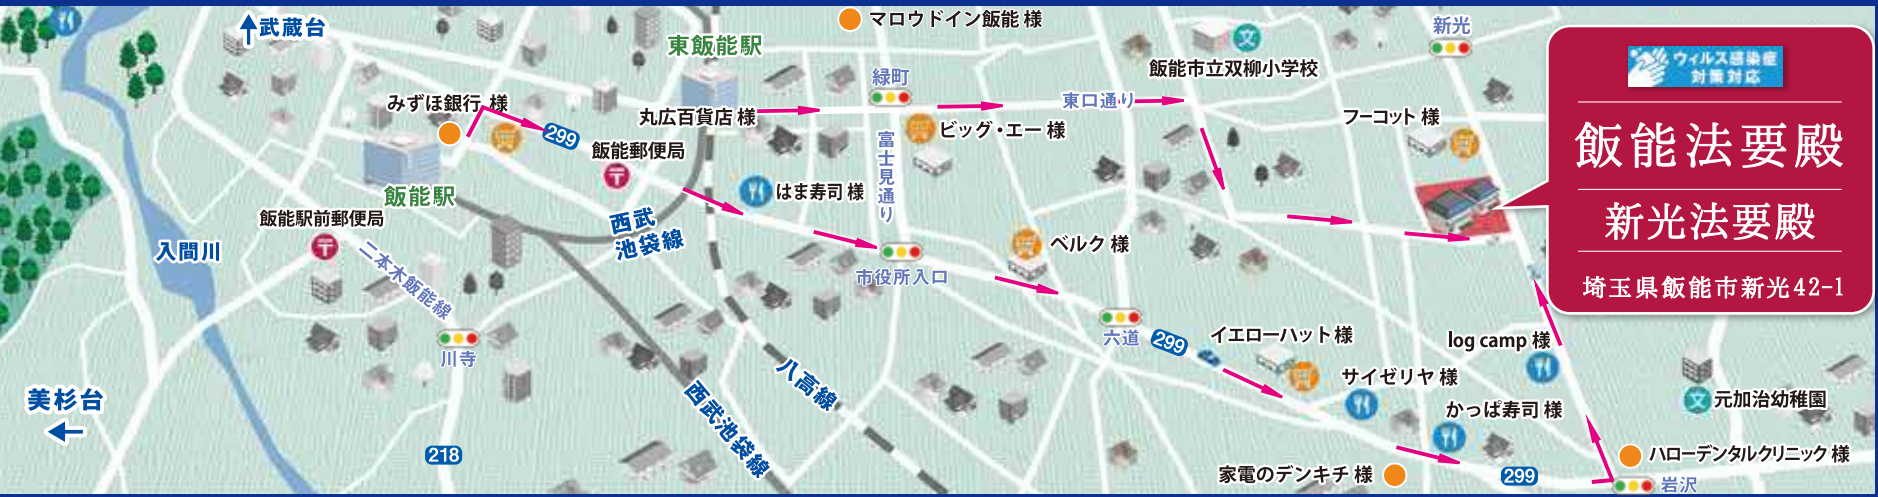 武蔵台
マロウドイン飯能 様
東飯能駅
新光
飯能市立双柳小学校
緑町
みずほ銀行 様
299
丸広百貨店 様
東口通り
ビッグ・エー 様
フーコット 様
飯能郵便局
富士見通り
はま寿司 様
飯能駅
飯能駅前郵便局
西武
池袋線
入間川
二本木飯能線
ベルク 様
市役所入口
川寺
六道
299
イエローハット 様
log camp 様
八高線
西武池袋線
サイゼリヤ 様
かっぱ寿司 様
美杉台
218
家電のデンキチ 様
299
ハローデンタルクリニック 様
岩沢
元加治幼稚園
文
文
ウィルス感染症
対策対応
飯能法要殿
新光法要殿
埼玉県飯能市新光42-1